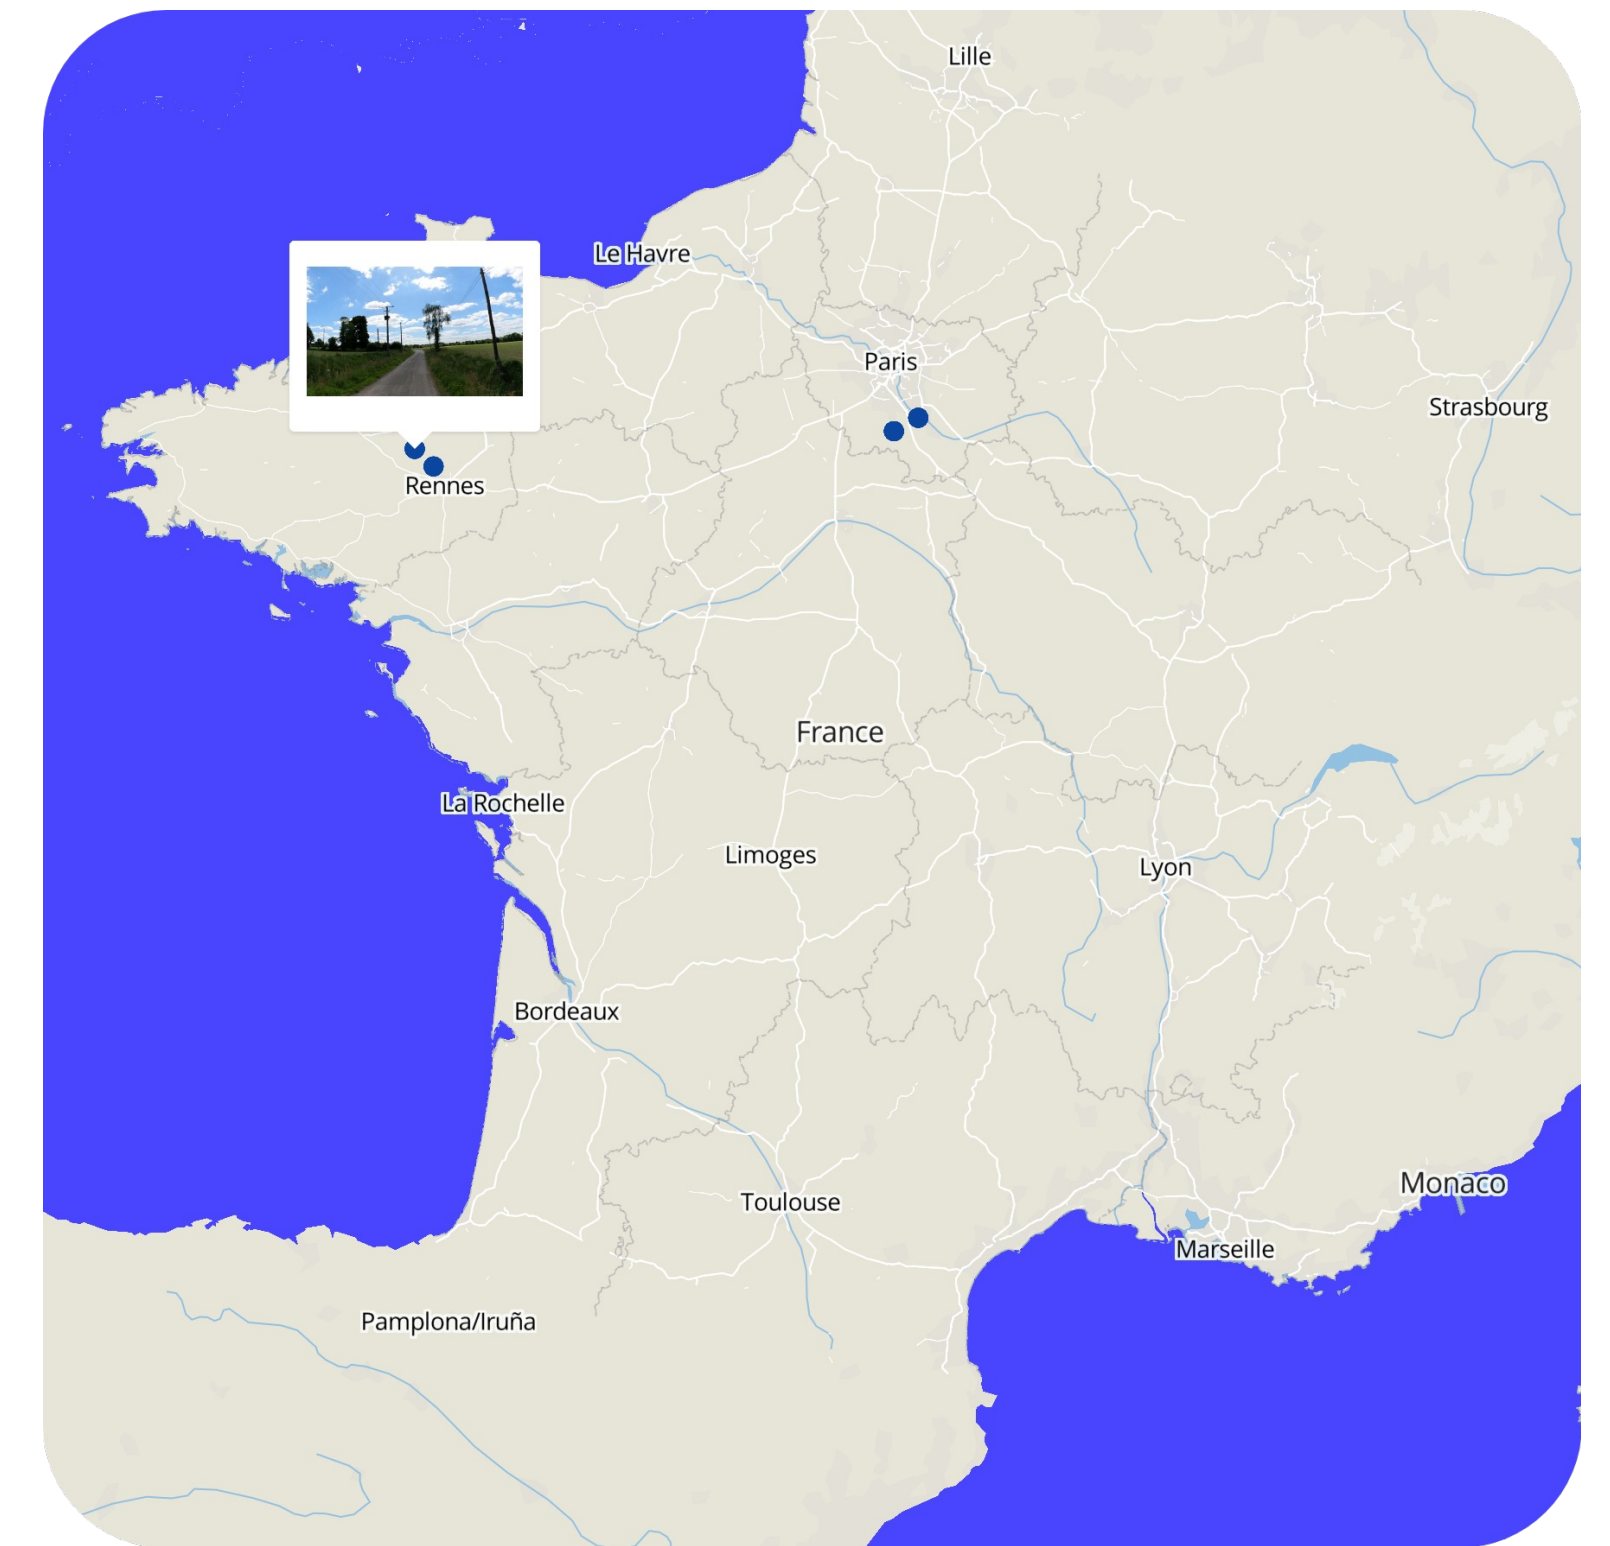 Lille
Le Havre
Paris
Strasbourg
Rennes
France
La Rochelle
Limoges
Lyon
Bordeaux
Monaco
Toulouse
Marseille
Pamplona/Iruña